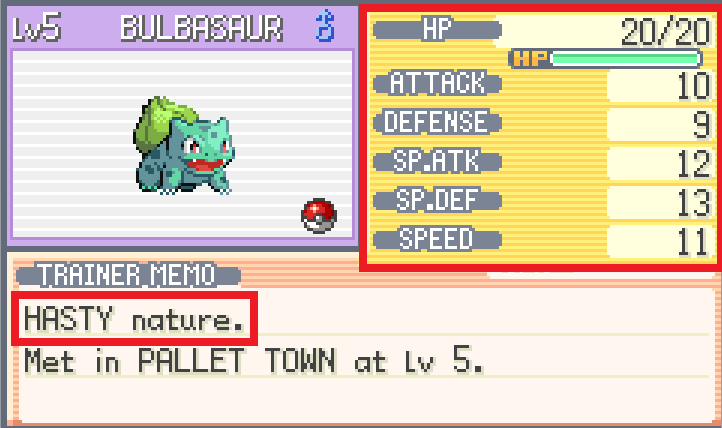 Lv5 BULBASAUR ♂
HP 20/20
HP
ATTACK 10
DEFENSE 9
SP.ATK 12
SP.DEF 13
SPEED 11
TRAINER MEMO
HASTY nature.
Met in PALLET TOWN at Lv 5.